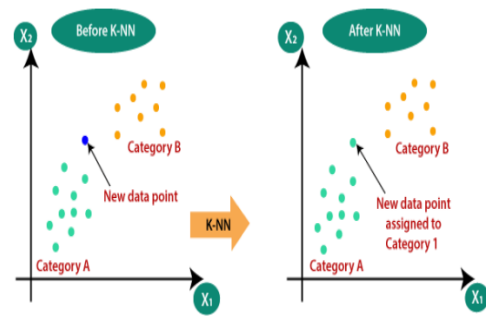 Before K-NN
X₂
Category B
New data point
Category A
X₁
K-NN
After K-NN
X₂
Category B
New data point
assigned to
Category 1
Category A
X₁